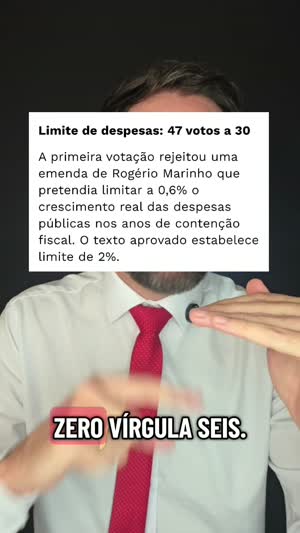 Limite de despesas: 47 votos a 30
A primeira votação rejeitou uma
emenda de Rogério Marinho que
pretendia limitar a 0,6% o
crescimento real das despesas
públicas nos anos de contenção
fiscal. O texto aprovado estabelece
limite de 2%.
ZERO VÍRGULA SEIS.